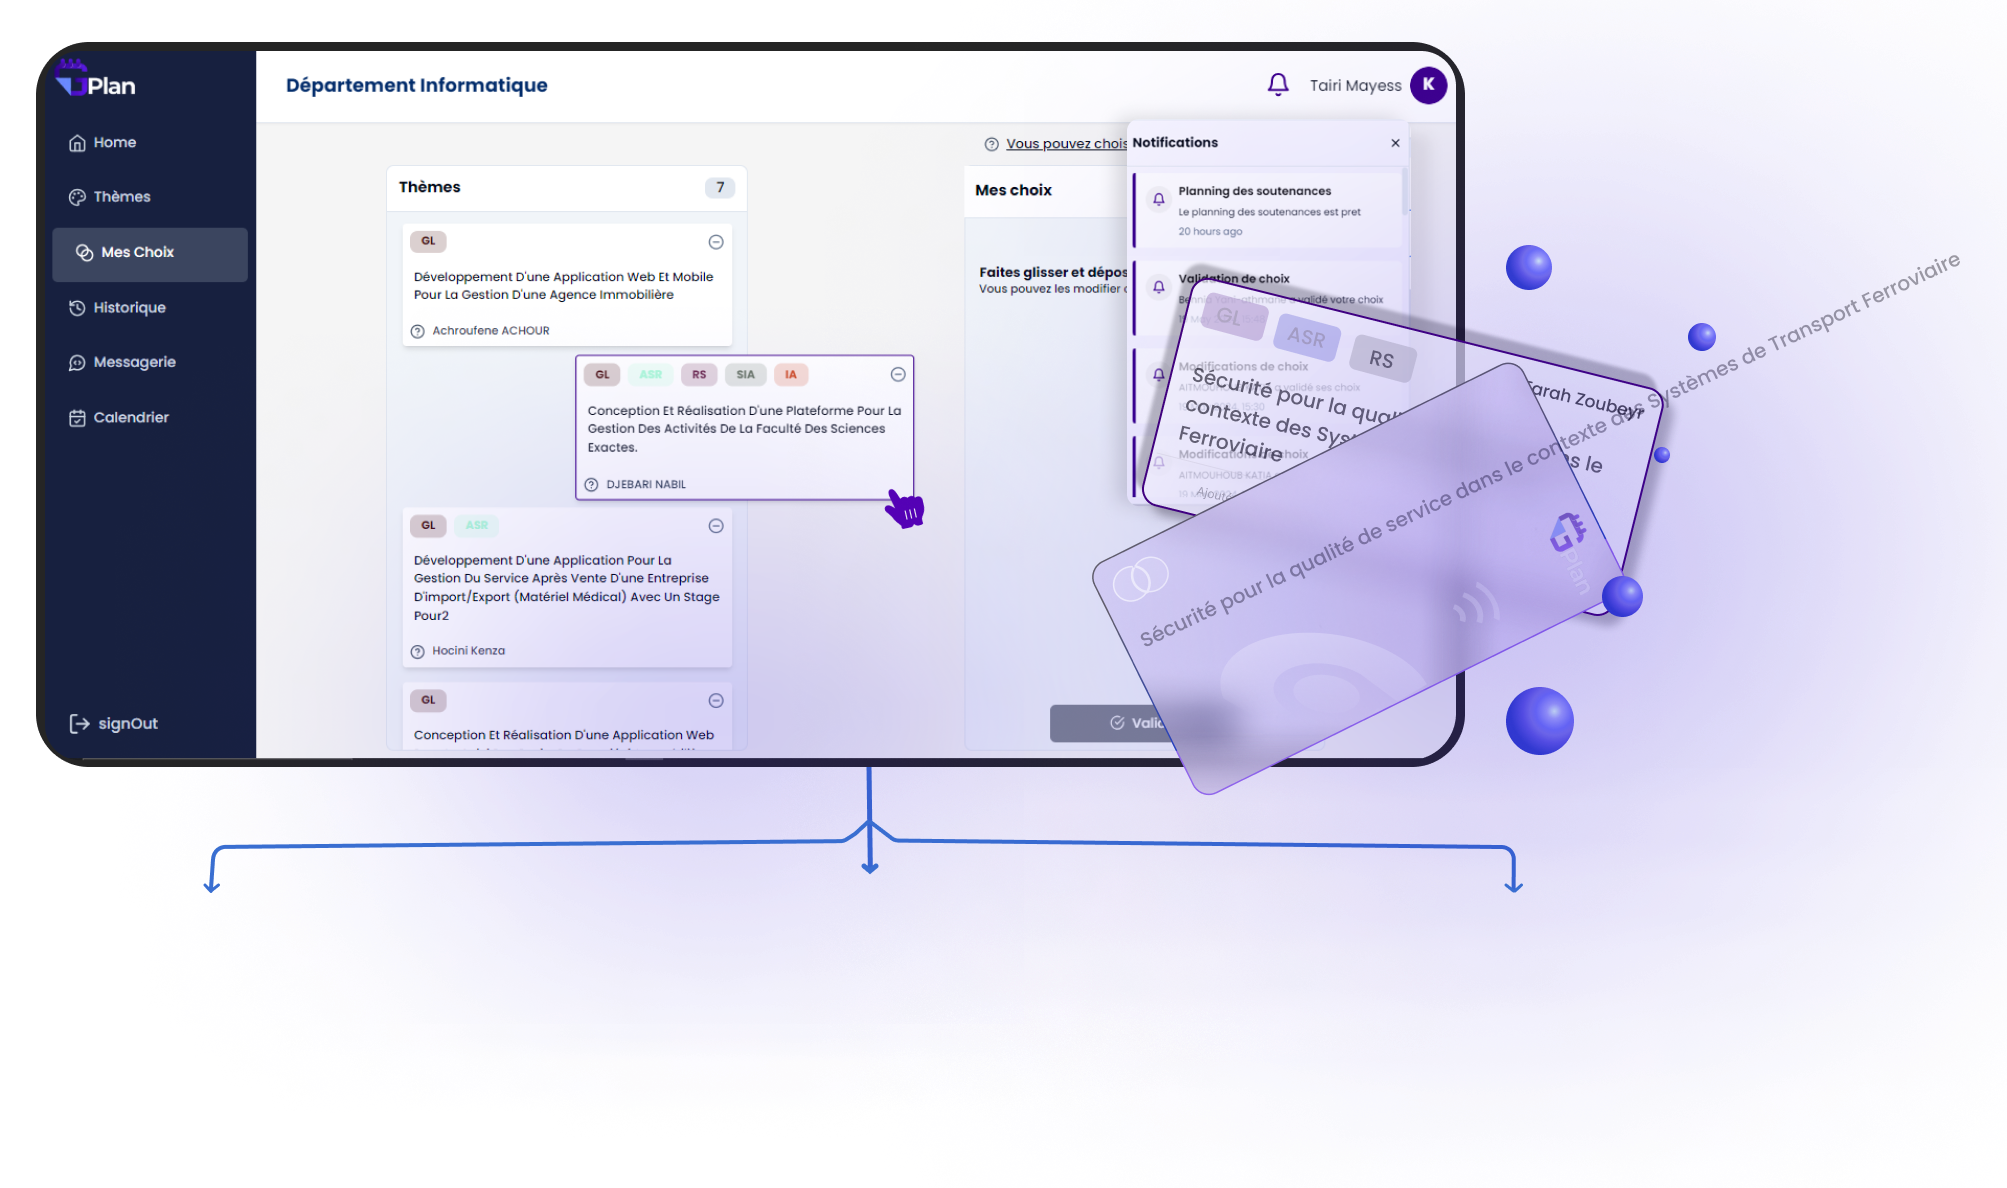 Plan
Home
Thèmes
Mes Choix
Historique
Messagerie
Calendrier
signOut
Département Informatique
Tairi Mayess
K
Thèmes
7
GL
Développement D'une Application Web Et Mobile
Pour La Gestion D'une Agence Immobilière
Achroufene ACHOUR
GL ASR RS SIA IA
Conception Et Réalisation D'une Plateforme Pour La
Gestion Des Activités De La Faculté Des Sciences
Exactes.
DJEBARI NABIL
GL ASR
Développement D'une Application Pour La
Gestion Du Service Après Vente D'une Entreprise
D'import/Export (Matériel Médical) Avec Un Stage
Pour2
Hocini Kenza
GL
Conception Et Réalisation D'une Application Web
Vous pouvez chois
Mes choix
Faites glisser et dépos
Vous pouvez les modifier
Valid
Notifications
Planning des soutenances
Le planning des soutenances est pret
20 hours ago
Validation de choix
validé votre choix
Modifications de choix
a validé ses choix
Modifications de choix
AITMOUHOUB KATIA
GL ASR RS
Sécurité pour la qual
contexte des Sys
Ferroviaire
Ajouté
arah Zoubeyr
s le
Sécurité pour la qualité de service dans le contexte des Systèmes de Transport Ferroviaire
Plan